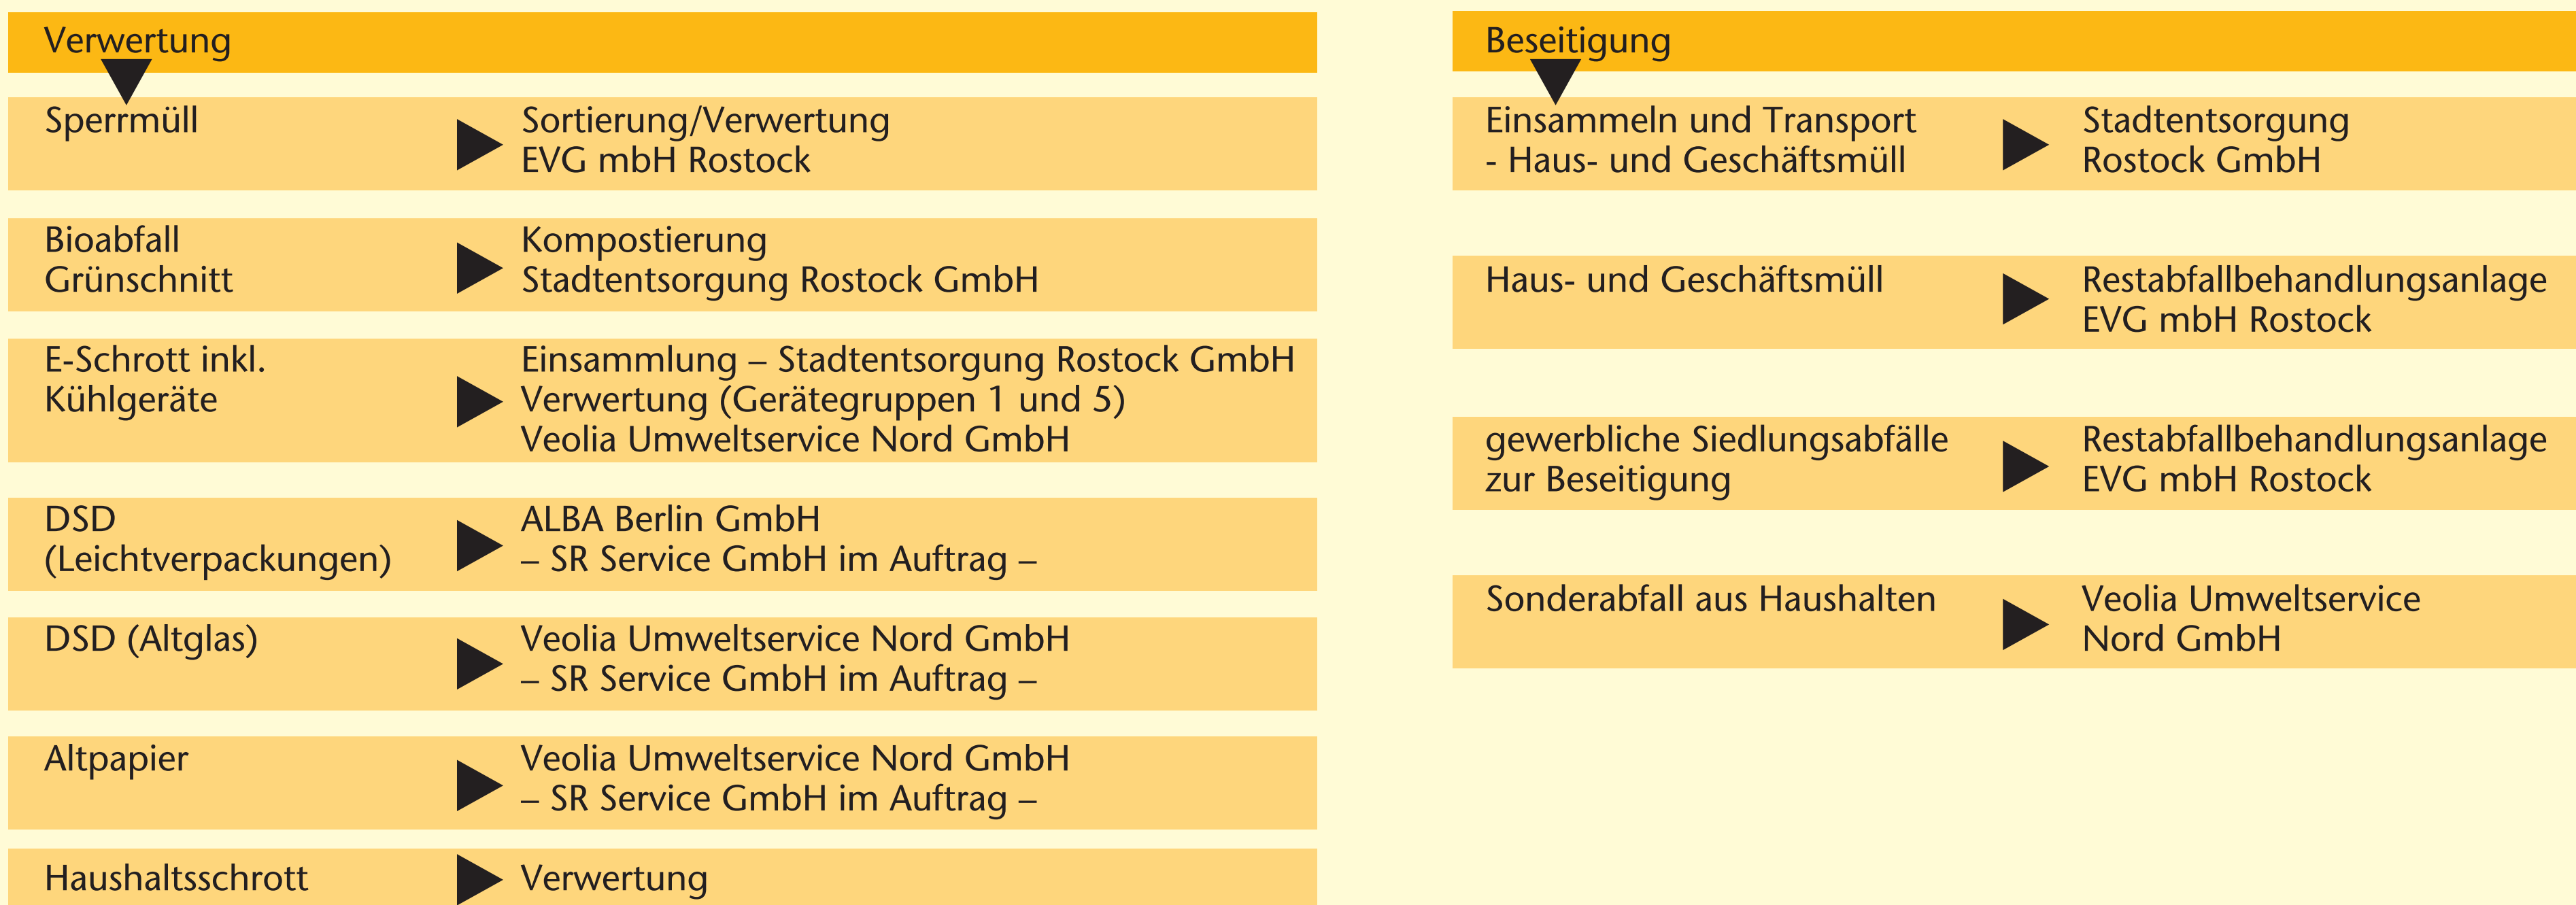 Verwertung
Sperrmüll
Sortierung/Verwertung
EVG mbH Rostock
Bioabfall
Grünschnitt
Kompostierung
Stadtentsorgung Rostock GmbH
E-Schrott inkl.
Kühlgeräte
Einsammlung – Stadtentsorgung Rostock GmbH
Verwertung (Gerätegruppen 1 und 5)
Veolia Umweltservice Nord GmbH
DSD
(Leichtverpackungen)
ALBA Berlin GmbH
– SR Service GmbH im Auftrag –
DSD (Altglas)
Veolia Umweltservice Nord GmbH
– SR Service GmbH im Auftrag –
Altpapier
Veolia Umweltservice Nord GmbH
– SR Service GmbH im Auftrag –
Haushaltsschrott
Verwertung
Beseitigung
Einsammeln und Transport
- Haus- und Geschäftsmüll
Stadtentsorgung
Rostock GmbH
Haus- und Geschäftsmüll
Restabfallbehandlungsanlage
EVG mbH Rostock
gewerbliche Siedlungsabfälle
zur Beseitigung
Restabfallbehandlungsanlage
EVG mbH Rostock
Sonderabfall aus Haushalten
Veolia Umweltservice
Nord GmbH